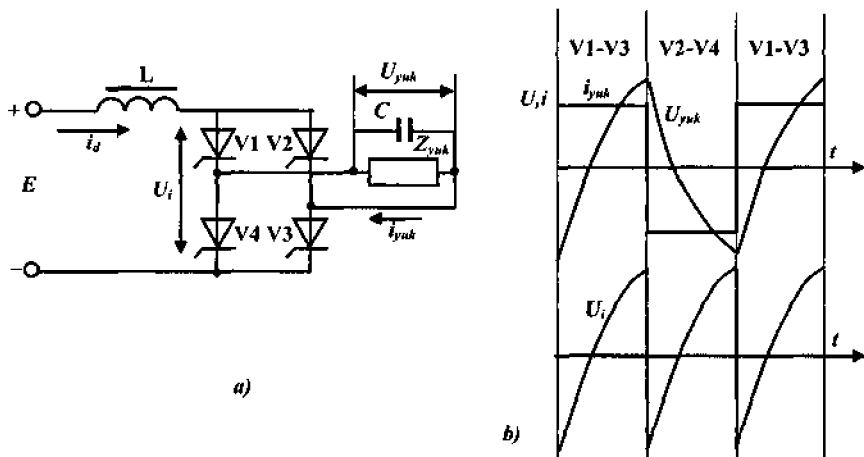 L
+
i_d
E
−
U_i
V1
V2
V4
V3
U_yuk
C
Z_yuk
i_yuk
a)
V1-V3
V2-V4
V1-V3
U,i
i_yuk
U_yuk
t
U_i
t
b)